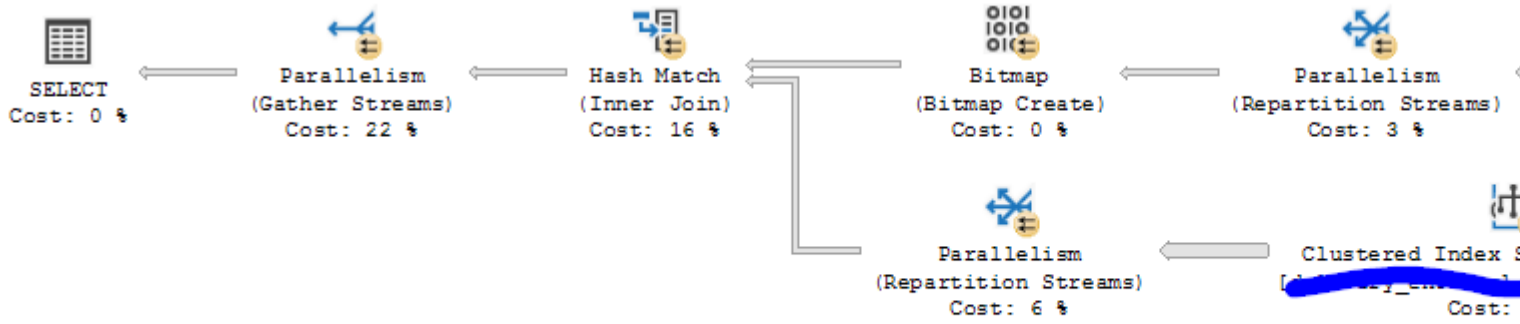 SELECT
Cost: 0 %
Parallelism
(Gather Streams)
Cost: 22 %
Hash Match
(Inner Join)
Cost: 16 %
Bitmap
(Bitmap Create)
Cost: 0 %
Parallelism
(Repartition Streams)
Cost: 3 %
Parallelism
(Repartition Streams)
Cost: 6 %
Clustered Index S
Cost: